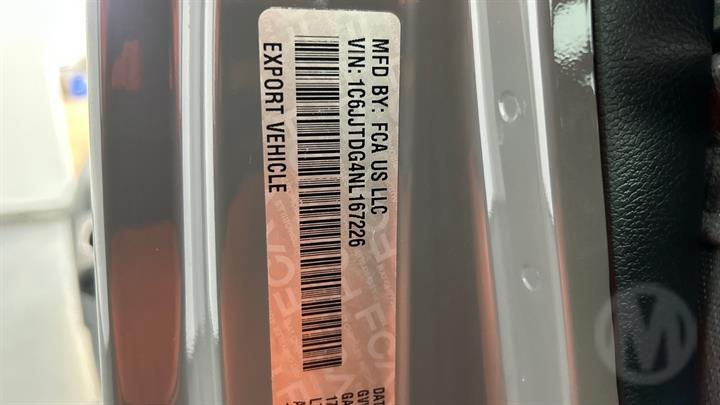 MFD BY: FCA US LLC
VIN: 1C6JJTDG4NL167226
EXPORT VEHICLE